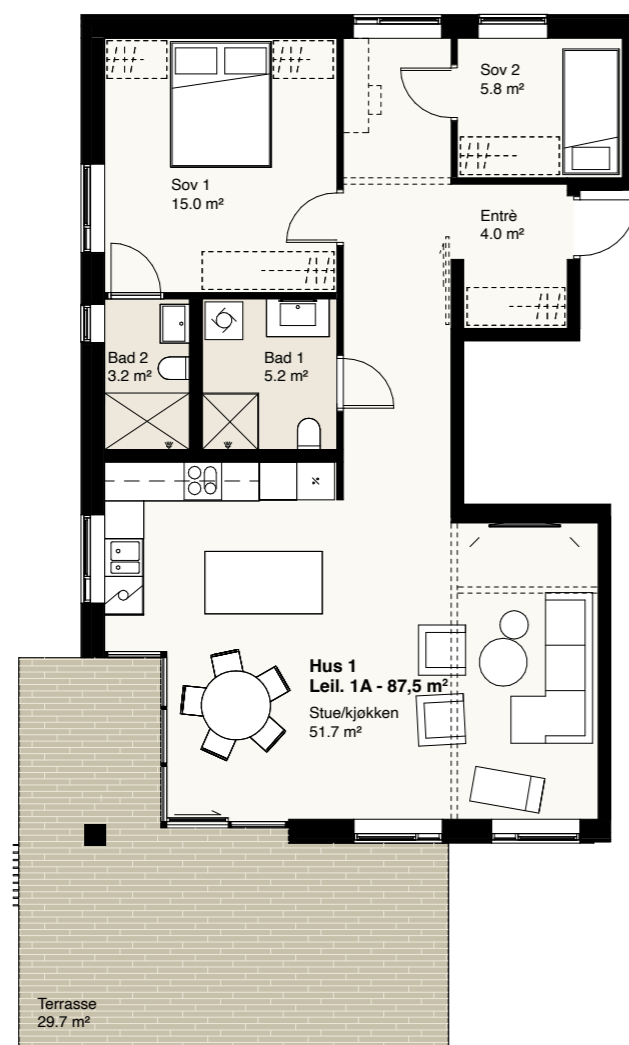 Sov 2
5.8 m²
Sov 1
15.0 m²
Entrè
4.0 m²
Bad 2
3.2 m²
Bad 1
5.2 m²
Hus 1
Leil. 1A - 87,5 m²
Stue/kjøkken
51.7 m²
Terrasse
29.7 m²